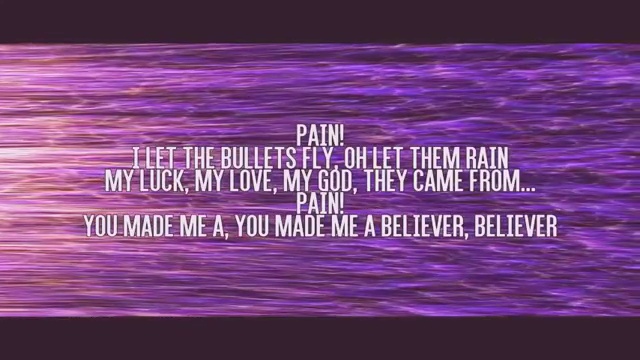 PAIN!
I LET THE BULLETS FLY, OH LET THEM RAIN
MY LUCK, MY LOVE, MY GOD, THEY CAME FROM...
PAIN!
YOU MADE ME A, YOU MADE ME A BELIEVER, BELIEVER